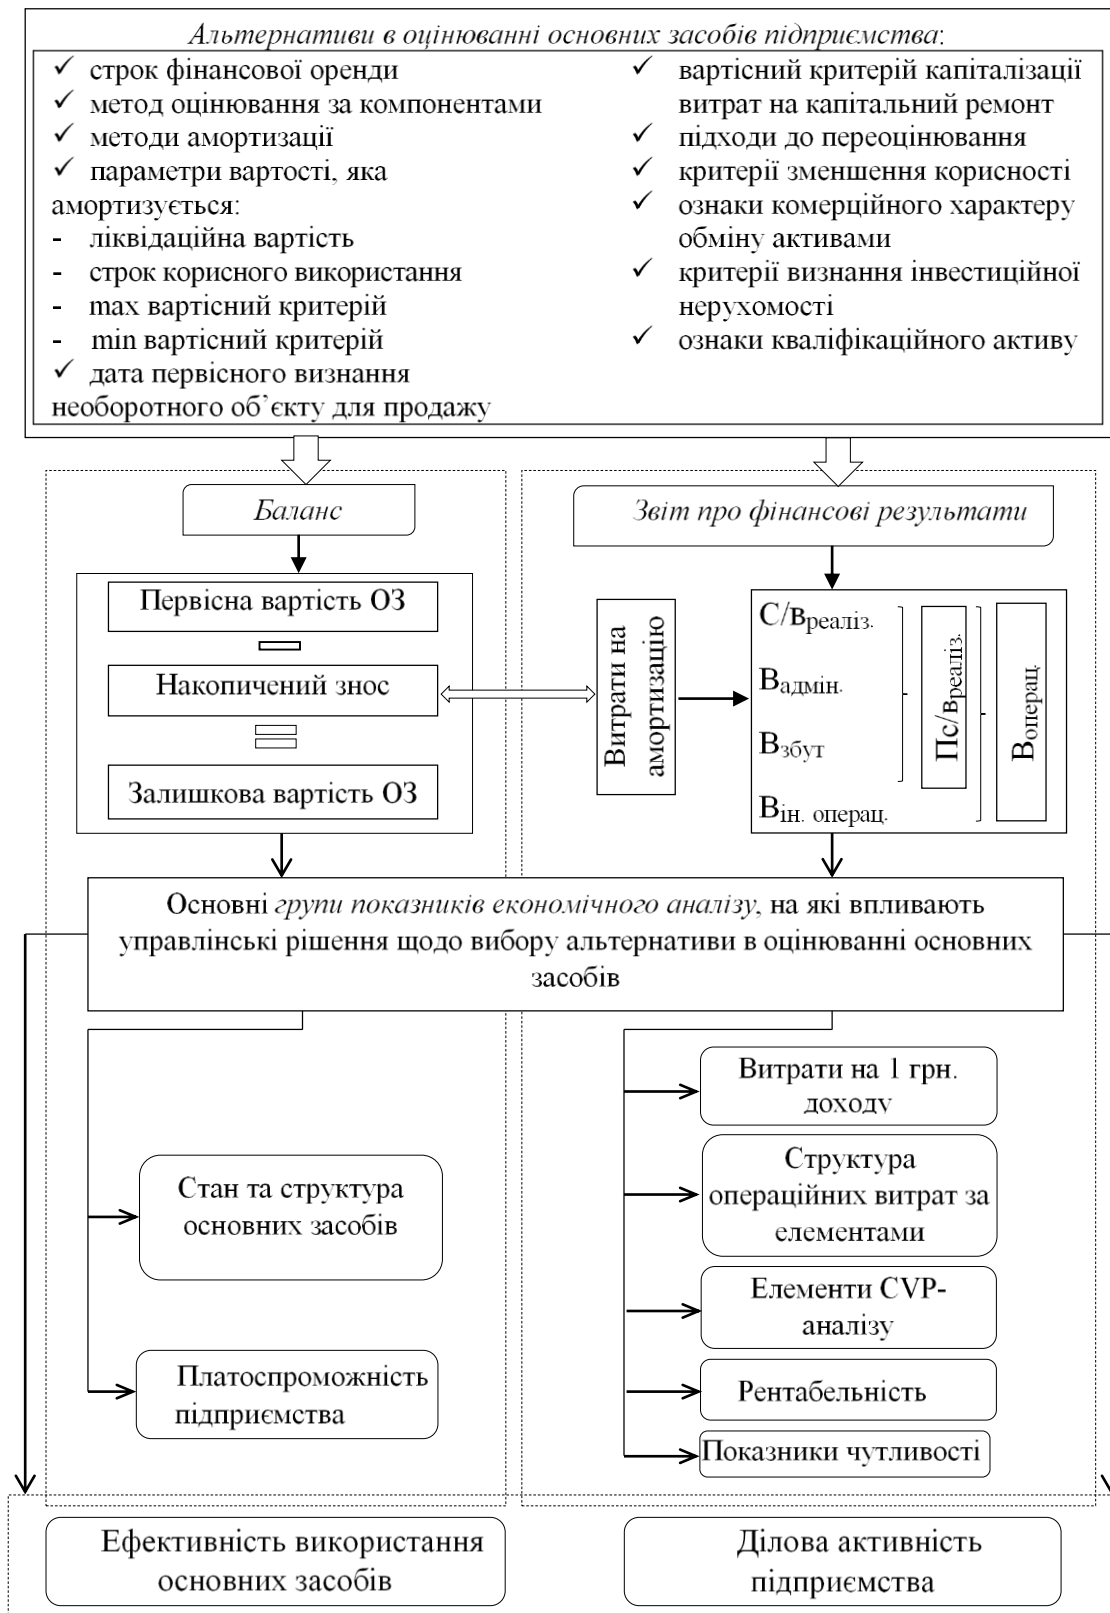 Альтернативи в оцінюванні основних засобів підприємства:
✓ строк фінансової оренди
✓ метод оцінювання за компонентами
✓ методи амортизації
✓ параметри вартості, яка
амортизується:
- ліквідаційна вартість
- строк корисного використання
- max вартісний критерій
- min вартісний критерій
✓ дата первісного визнання
необоротного об’єкту для продажу
✓ вартісний критерій капіталізації
витрат на капітальний ремонт
✓ підходи до переоцінювання
✓ критерії зменшення корисності
✓ ознаки комерційного характеру
обміну активами
✓ критерії визнання інвестиційної
нерухомості
✓ ознаки кваліфікаційного активу
Баланс
Звіт про фінансові результати
Первісна вартість ОЗ
Накопичений знос
Залишкова вартість ОЗ
Витрати на
амортизацію
С/вреаліз.
Вадмін.
Взбут
Він. операц.
Пс/вреаліз.
Воперац.
Основні групи показників економічного аналізу, на які впливають
управлінські рішення щодо вибору альтернативи в оцінюванні основних
засобів
Стан та структура
основних засобів
Платоспроможність
підприємства
Витрати на 1 грн.
доходу
Структура
операційних витрат за
елементами
Елементи CVP-
аналізу
Рентабельність
Показники чутливості
Ефективність використання
основних засобів
Ділова активність
підприємства